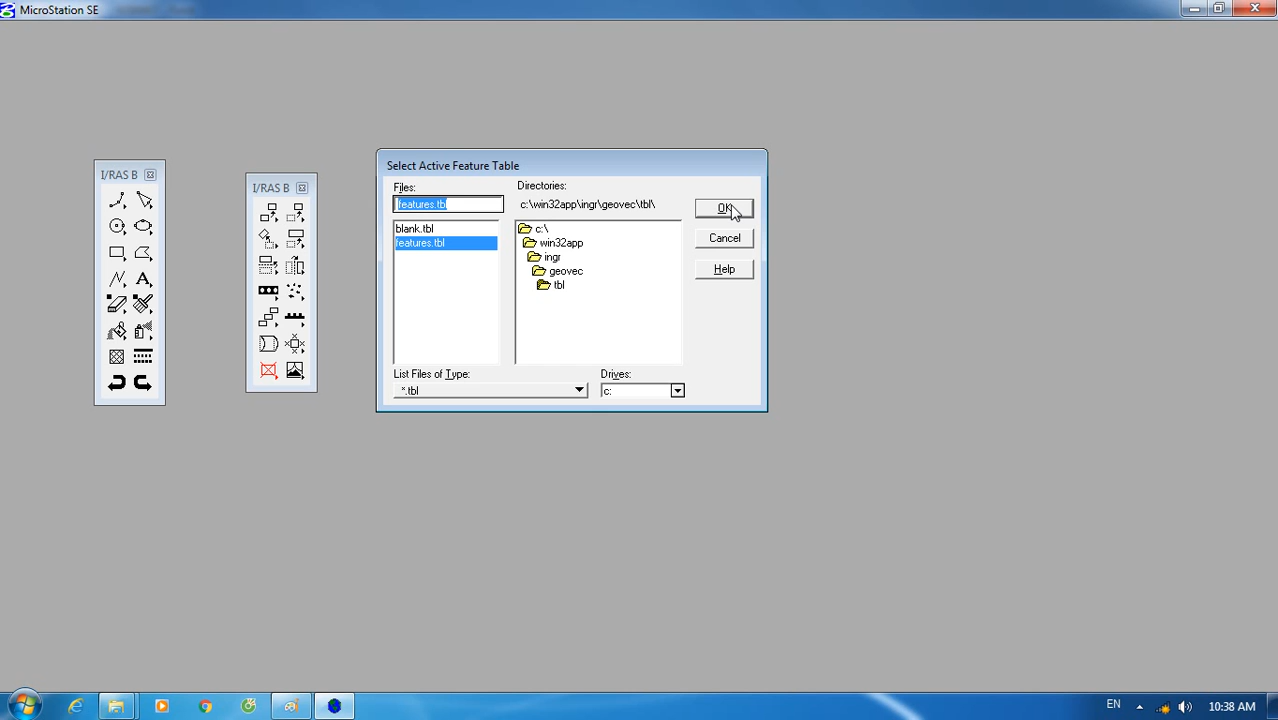 MicroStation SE
I/RAS B
I/RAS B
Select Active Feature Table
Files:
features.tbl
blank.tbl
features.tbl
List Files of Type:
*.tbl
Directories:
c:\win32app\ingr\geovec\tbl\
c:\
win32app
ingr
geovec
tbl
Drives:
c:
OK
Cancel
Help
EN
10:38 AM